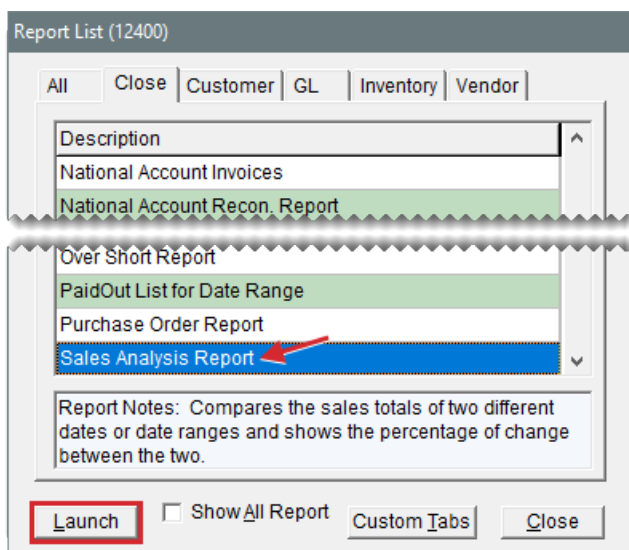 Report List (12400)
All Close Customer GL Inventory Vendor
Description
National Account Invoices
National Account Recon. Report
Over Short Report
PaidOut List for Date Range
Purchase Order Report
Sales Analysis Report
Report Notes: Compares the sales totals of two different
dates or date ranges and shows the percentage of change
between the two.
Launch Show All Report Custom Tabs Close